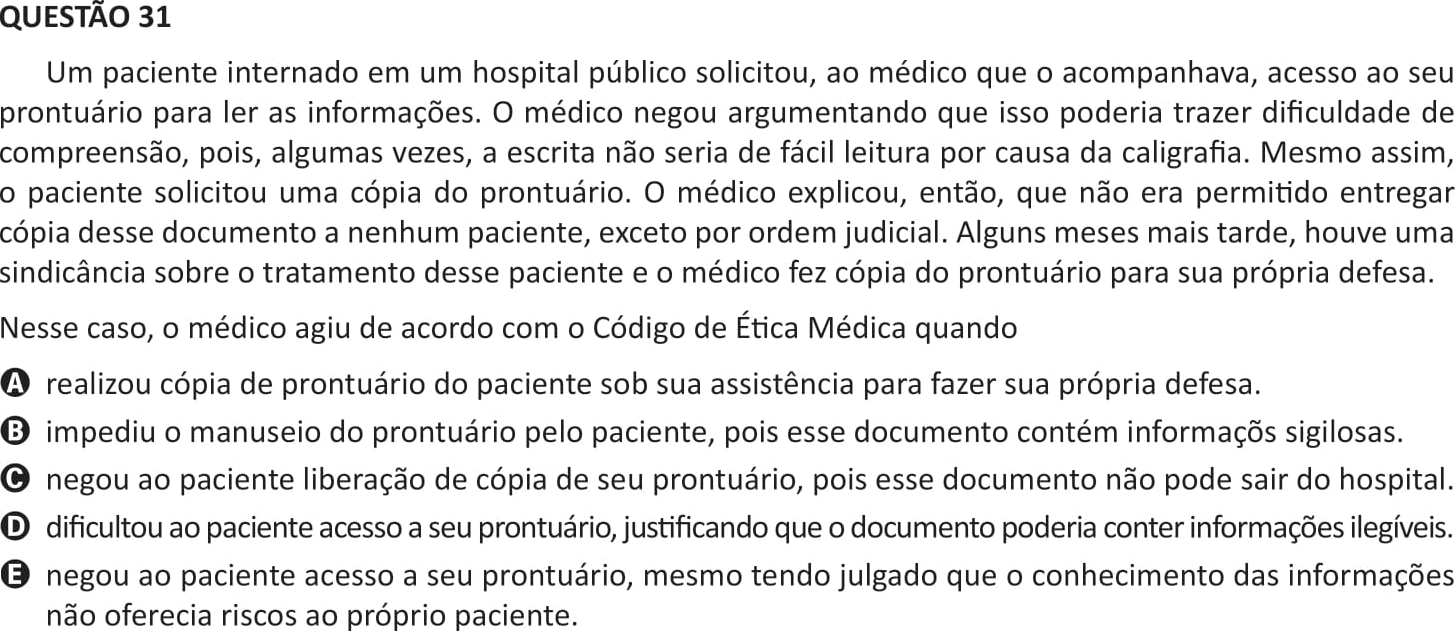 QUESTÃO 31
Um paciente internado em um hospital público solicitou, ao médico que o acompanhava, acesso ao seu
prontuário para ler as informações. O médico negou argumentando que isso poderia trazer dificuldade de
compreensão, pois, algumas vezes, a escrita não seria de fácil leitura por causa da caligrafia. Mesmo assim,
o paciente solicitou uma cópia do prontuário. O médico explicou, então, que não era permitido entregar
cópia desse documento a nenhum paciente, exceto por ordem judicial. Alguns meses mais tarde, houve uma
sindicância sobre o tratamento desse paciente e o médico fez cópia do prontuário para sua própria defesa.
Nesse caso, o médico agiu de acordo com o Código de Ética Médica quando
A realizou cópia de prontuário do paciente sob sua assistência para fazer sua própria defesa.
B impediu o manuseio do prontuário pelo paciente, pois esse documento contém informaçõs sigilosas.
C negou ao paciente liberação de cópia de seu prontuário, pois esse documento não pode sair do hospital.
D dificultou ao paciente acesso a seu prontuário, justificando que o documento poderia conter informações ilegíveis.
E negou ao paciente acesso a seu prontuário, mesmo tendo julgado que o conhecimento das informações
não oferecia riscos ao próprio paciente.